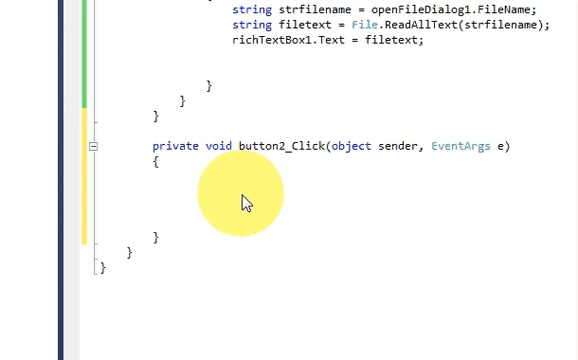 string strfilename = openFileDialog1.FileName;
string filetext = File.ReadAllText(strfilename);
richTextBox1.Text = filetext;
}
}
}
private void button2_Click(object sender, EventArgs e)
{
}
}
}